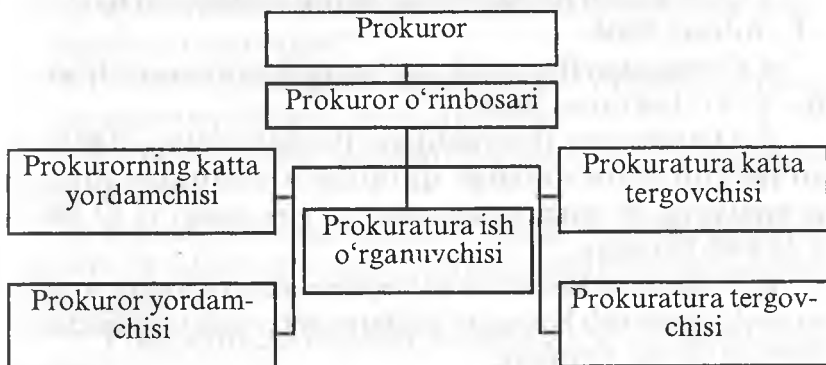 Prokuror
Prokuror o‘rinbosari
Prokurorning katta
yordamchisi
Prokuratura katta
tergovchisi
Prokuratura ish
o‘rganuvchisi
Prokuror yordam-
chisi
Prokuratura tergov-
chisi